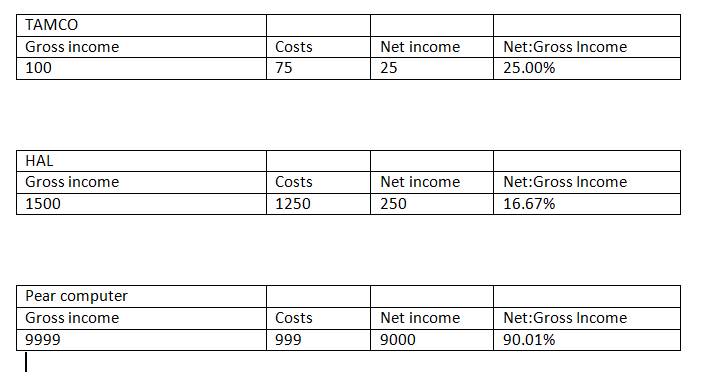 TAMCO
Gross income Costs Net income Net:Gross Income
100 75 25 25.00%
HAL
Gross income Costs Net income Net:Gross Income
1500 1250 250 16.67%
Pear computer
Gross income Costs Net income Net:Gross Income
9999 999 9000 90.01%